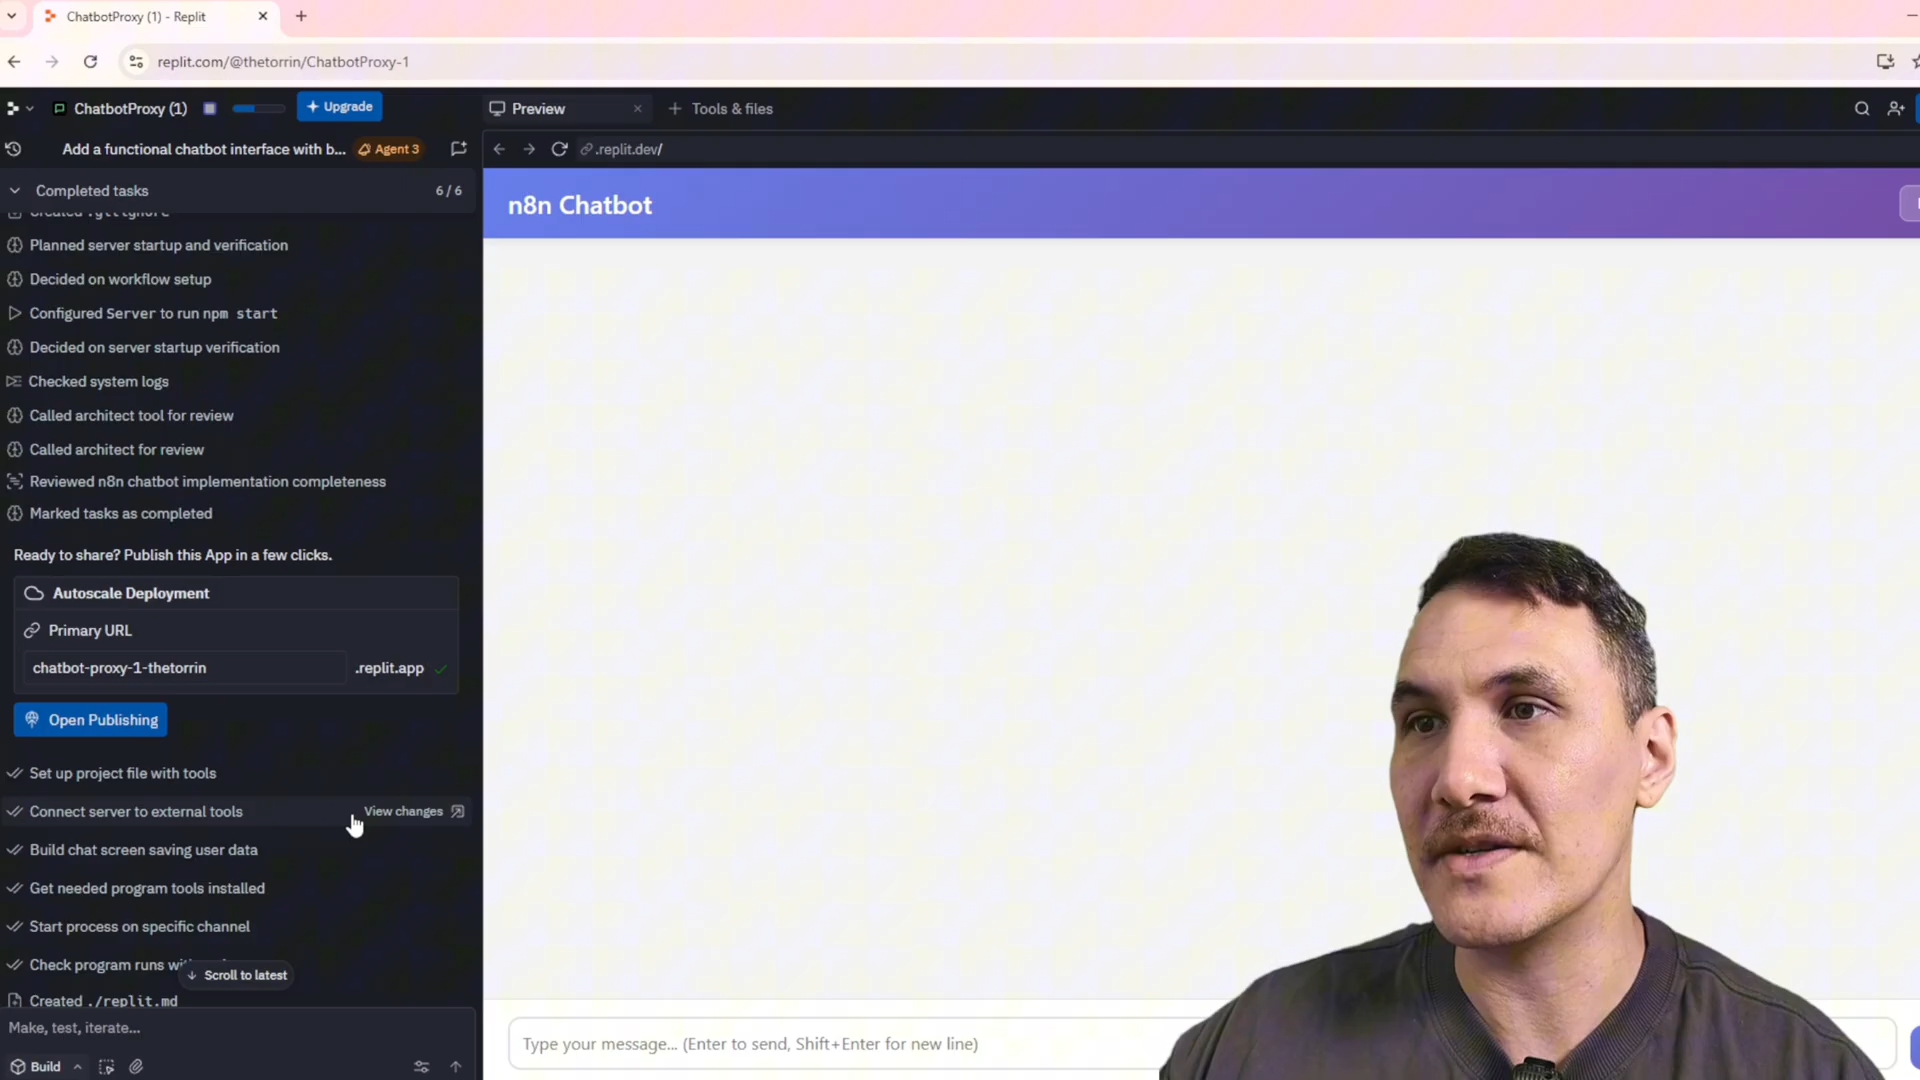 ChatbotProxy (1) - Replit
replit.com/@thetorrin/ChatbotProxy-1
ChatbotProxy (1)
Upgrade
Preview
Tools & files
Add a functional chatbot interface with b...
Agent 3
.replit.dev/
Completed tasks
6 / 6
n8n Chatbot
Created .gitignore
Planned server startup and verification
Decided on workflow setup
Configured Server to run npm start
Decided on server startup verification
Checked system logs
Called architect tool for review
Called architect for review
Reviewed n8n chatbot implementation completeness
Marked tasks as completed
Ready to share? Publish this App in a few clicks.
Autoscale Deployment
Primary URL
chatbot-proxy-1-thetorrin
.replit.app
Open Publishing
Set up project file with tools
Connect server to external tools
View changes
Build chat screen saving user data
Get needed program tools installed
Start process on specific channel
Check program runs
Scroll to latest
Created ./replit.md
Make, test, iterate...
Type your message... (Enter to send, Shift+Enter for new line)
Build